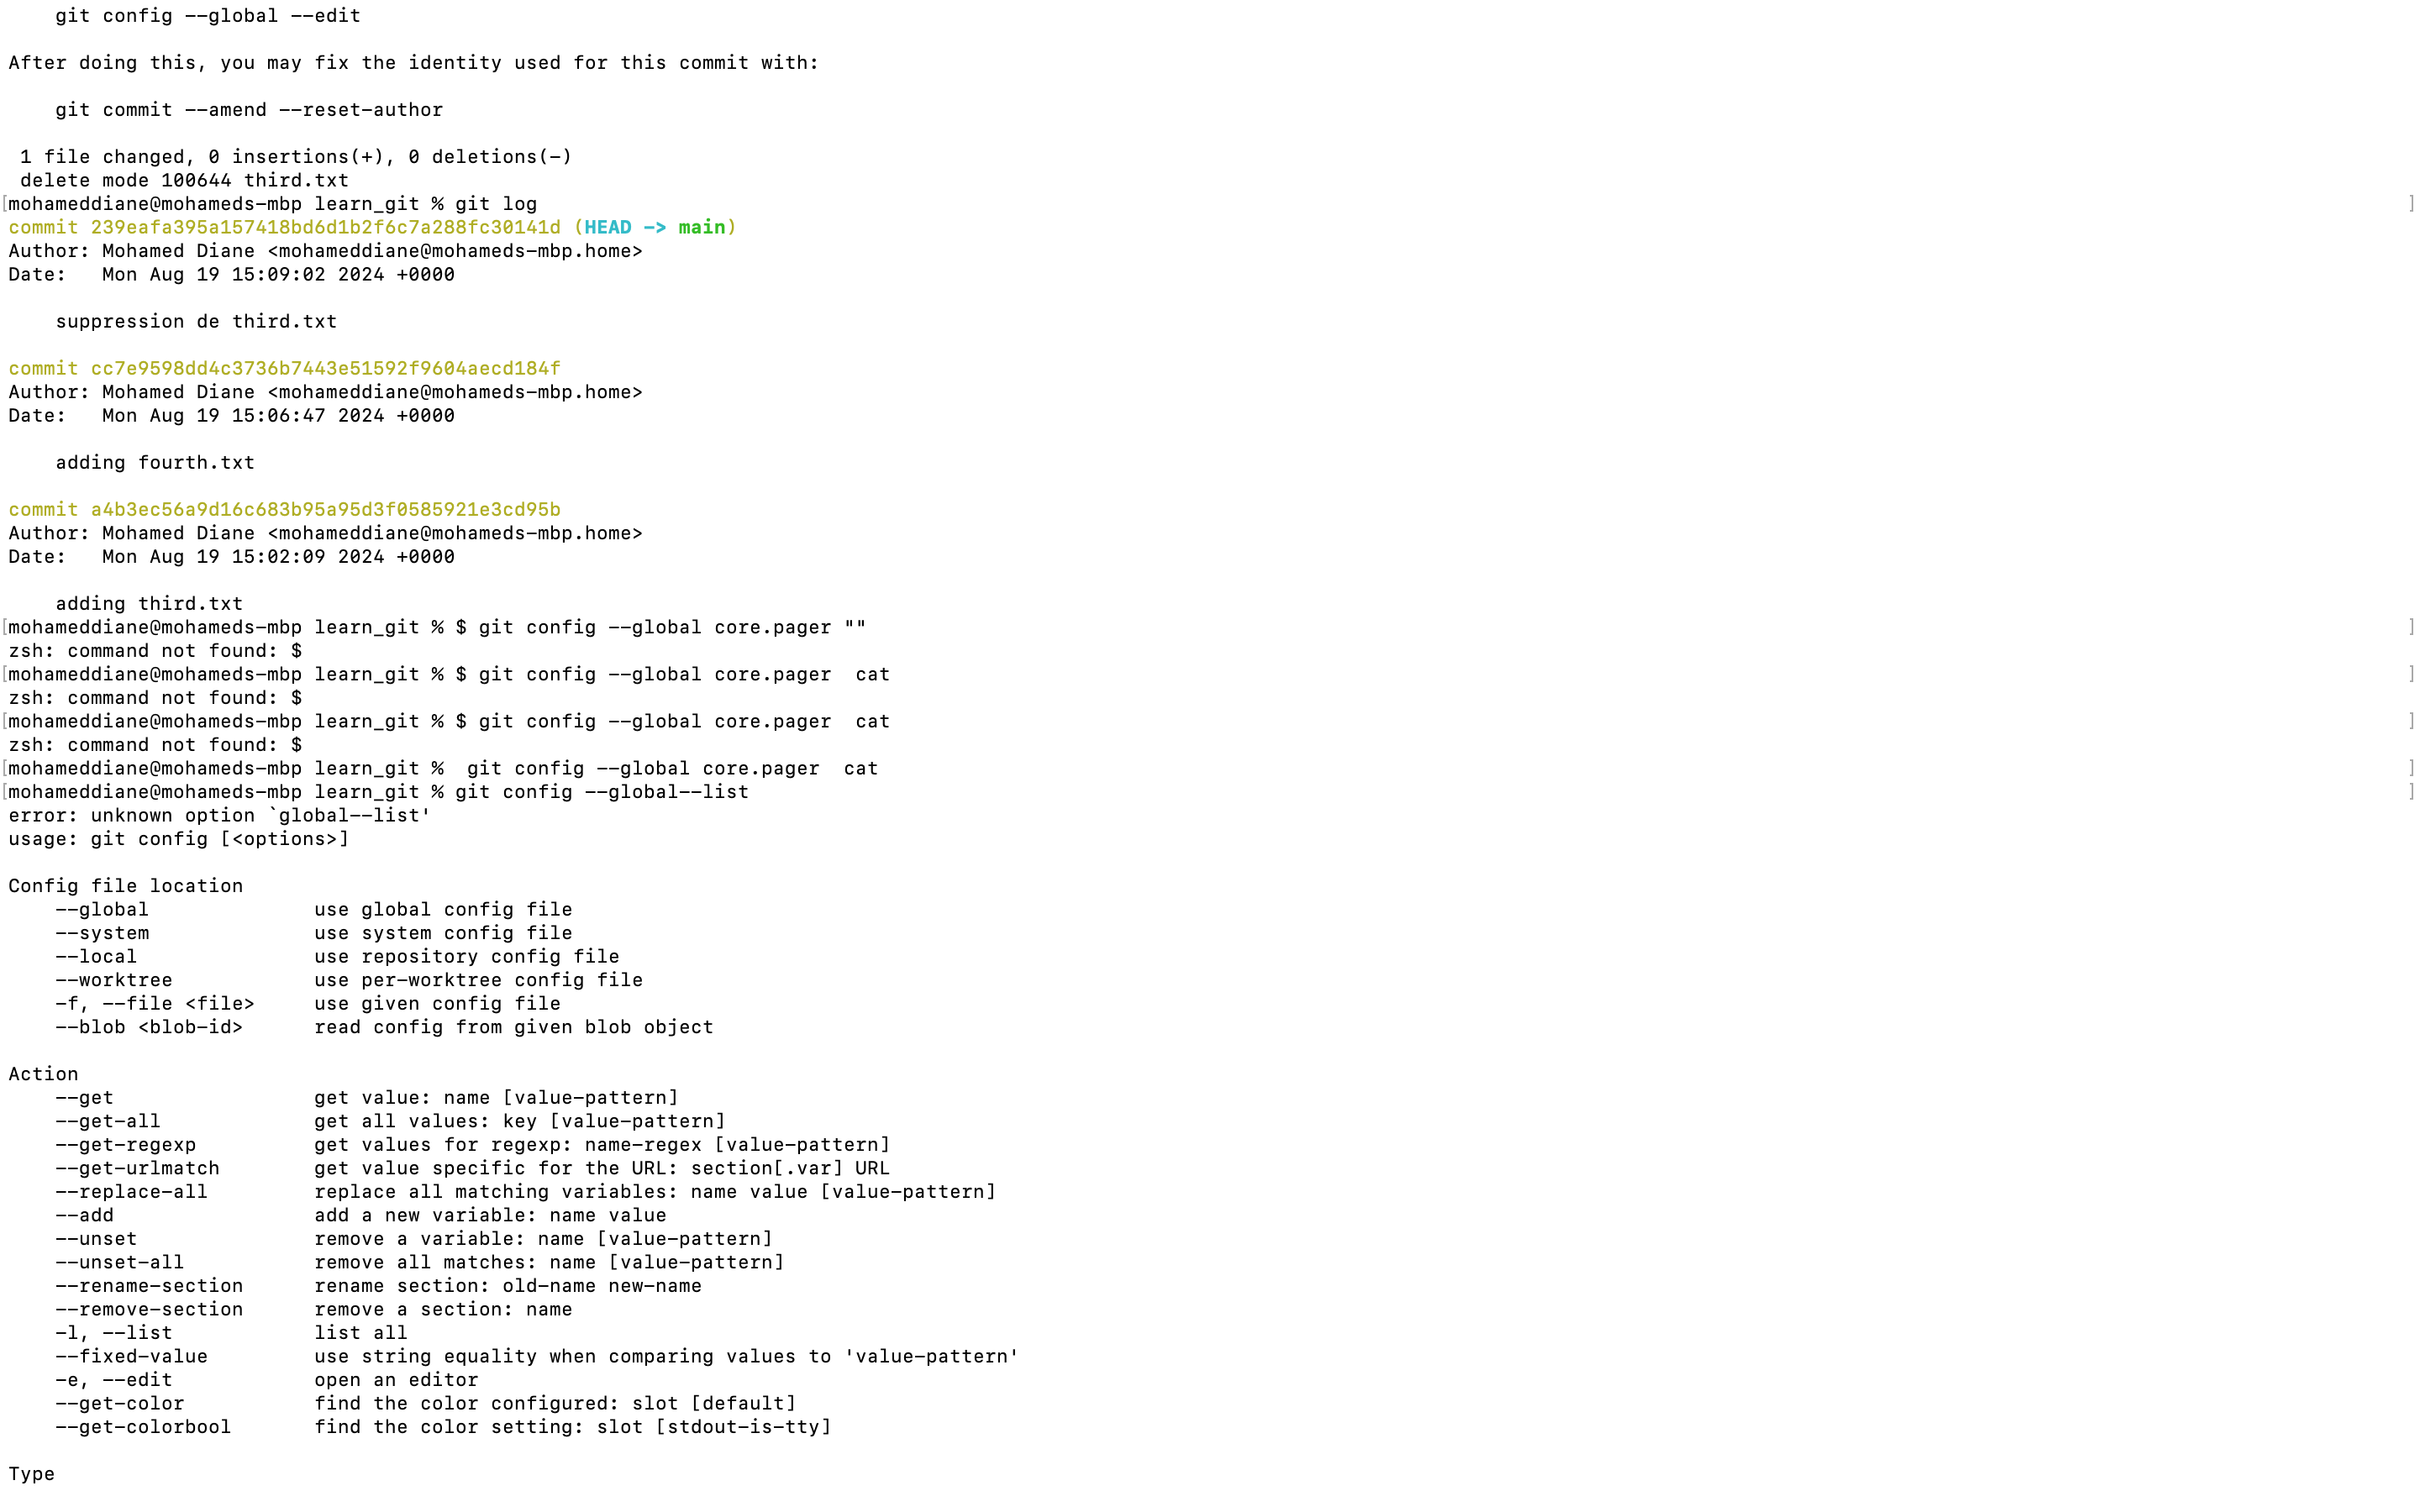 git config --global --edit
After doing this, you may fix the identity used for this commit with:
git commit --amend --reset-author
1 file changed, 0 insertions(+), 0 deletions(-)
delete mode 100644 third.txt
[mohameddiane@mohameds-mbp learn_git % git log ]
commit 239eafa395a157418bd6d1b2f6c7a288fc30141d (HEAD -> main)
Author: Mohamed Diane <mohameddiane@mohameds-mbp.home>
Date:   Mon Aug 19 15:09:02 2024 +0000
suppression de third.txt
commit cc7e9598dd4c3736b7443e51592f9604aecd184f
Author: Mohamed Diane <mohameddiane@mohameds-mbp.home>
Date:   Mon Aug 19 15:06:47 2024 +0000
adding fourth.txt
commit a4b3ec56a9d16c683b95a95d3f0585921e3cd95b
Author: Mohamed Diane <mohameddiane@mohameds-mbp.home>
Date:   Mon Aug 19 15:02:09 2024 +0000
adding third.txt
[mohameddiane@mohameds-mbp learn_git % $ git config --global core.pager "" ]
zsh: command not found: $
[mohameddiane@mohameds-mbp learn_git % $ git config --global core.pager  cat ]
zsh: command not found: $
[mohameddiane@mohameds-mbp learn_git % $ git config --global core.pager  cat ]
zsh: command not found: $
[mohameddiane@mohameds-mbp learn_git %  git config --global core.pager  cat ]
[mohameddiane@mohameds-mbp learn_git % git config --global--list ]
error: unknown option `global--list'
usage: git config [<options>]
Config file location
--global              use global config file
--system              use system config file
--local               use repository config file
--worktree            use per-worktree config file
-f, --file <file>     use given config file
--blob <blob-id>      read config from given blob object
Action
--get                 get value: name [value-pattern]
--get-all             get all values: key [value-pattern]
--get-regexp          get values for regexp: name-regex [value-pattern]
--get-urlmatch        get value specific for the URL: section[.var] URL
--replace-all         replace all matching variables: name value [value-pattern]
--add                 add a new variable: name value
--unset               remove a variable: name [value-pattern]
--unset-all           remove all matches: name [value-pattern]
--rename-section      rename section: old-name new-name
--remove-section      remove a section: name
-l, --list            list all
--fixed-value         use string equality when comparing values to 'value-pattern'
-e, --edit            open an editor
--get-color           find the color configured: slot [default]
--get-colorbool       find the color setting: slot [stdout-is-tty]
Type